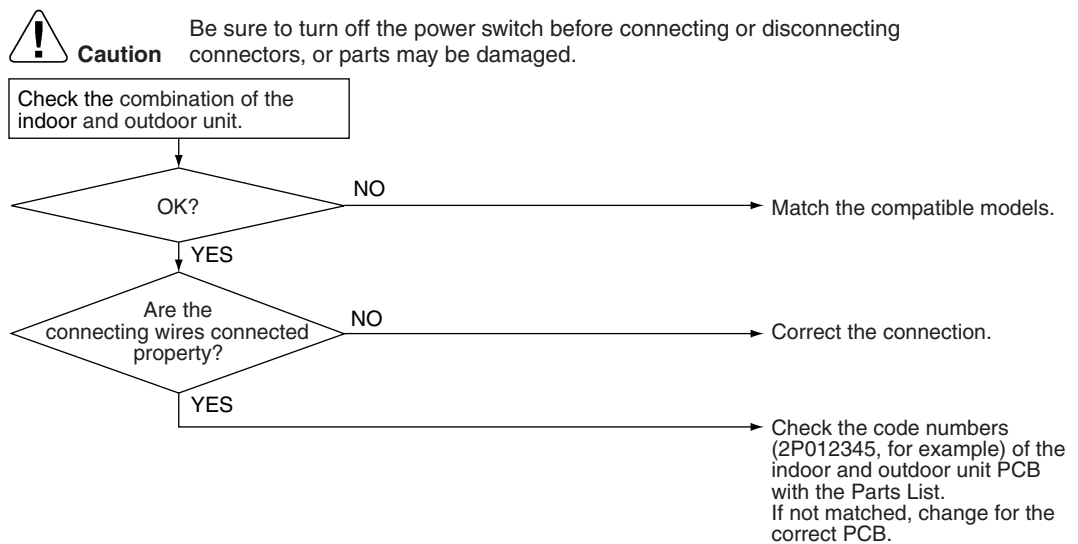 Be sure to turn off the power switch before connecting or disconnecting
Caution connectors, or parts may be damaged.
Check the combination of the
indoor and outdoor unit.
OK?
NO
Match the compatible models.
YES
Are the
connecting wires connected
property?
NO
Correct the connection.
YES
Check the code numbers
(2P012345, for example) of the
indoor and outdoor unit PCB
with the Parts List.
If not matched, change for the
correct PCB.